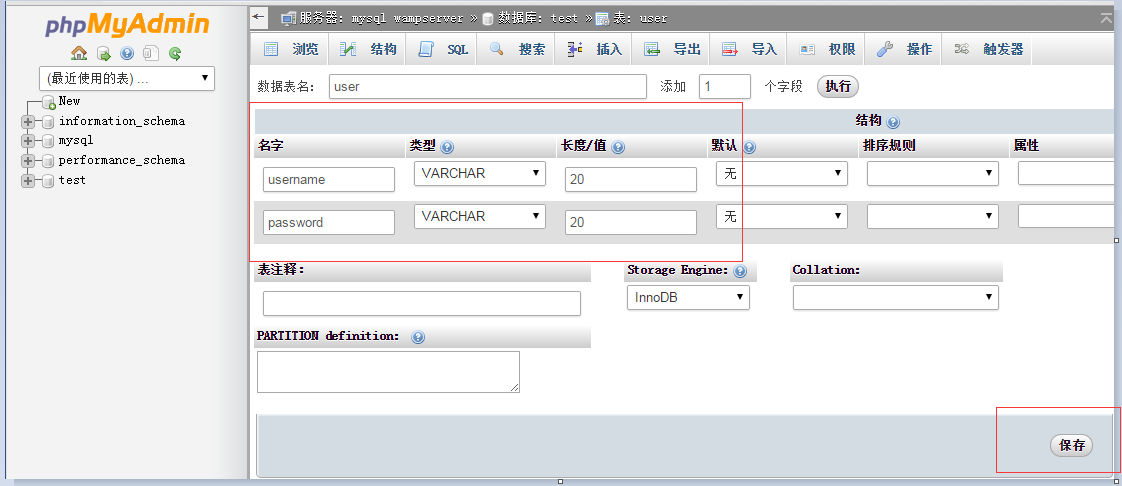 phpMyAdmin
(最近使用的表) ...
New
information_schema
mysql
performance_schema
test
服务器: mysql wampserver » 数据库: test » 表: user
浏览 结构 SQL 搜索 插入 导出 导入 权限 操作 触发器
数据表名: user 添加 1 个字段 执行
结构
名字 类型 长度/值 默认 排序规则 属性
username VARCHAR 20 无
password VARCHAR 20 无
表注释: Storage Engine: Collation:
InnoDB
PARTITION definition:
保存